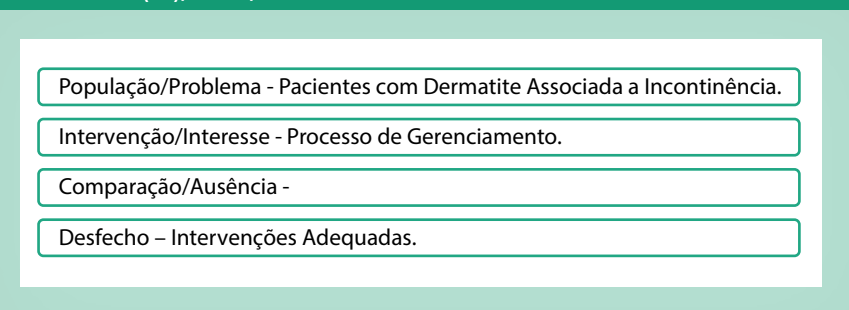 População/Problema - Pacientes com Dermatite Associada a Incontinência.
Intervenção/Interesse - Processo de Gerenciamento.
Comparação/Ausência -
Desfecho – Intervenções Adequadas.